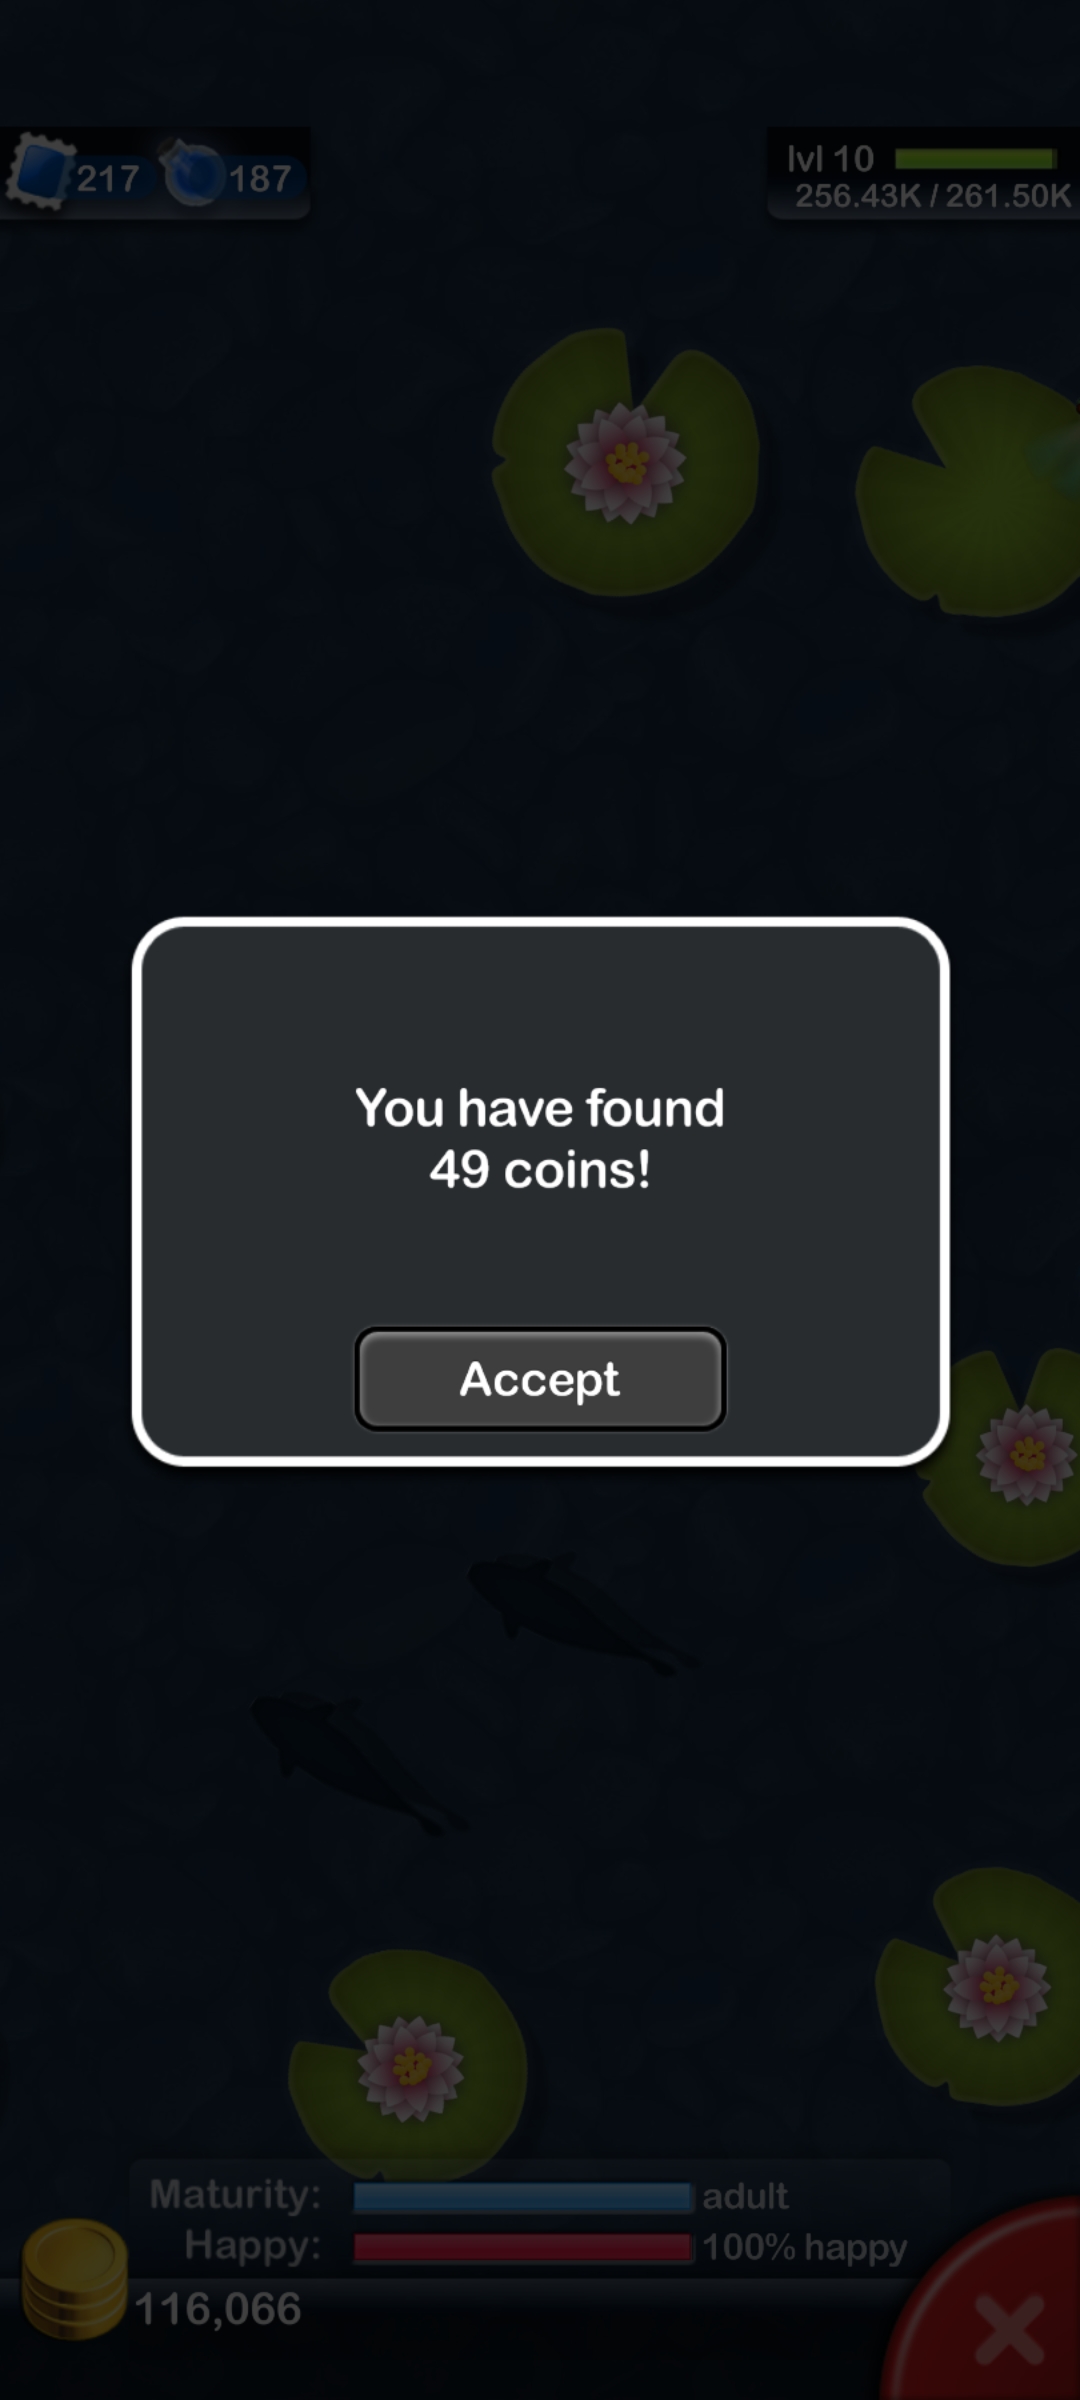 217 187
lvl 10
256.43K / 261.50K
You have found
49 coins!
Accept
Maturity: adult
Happy: 100% happy
116,066